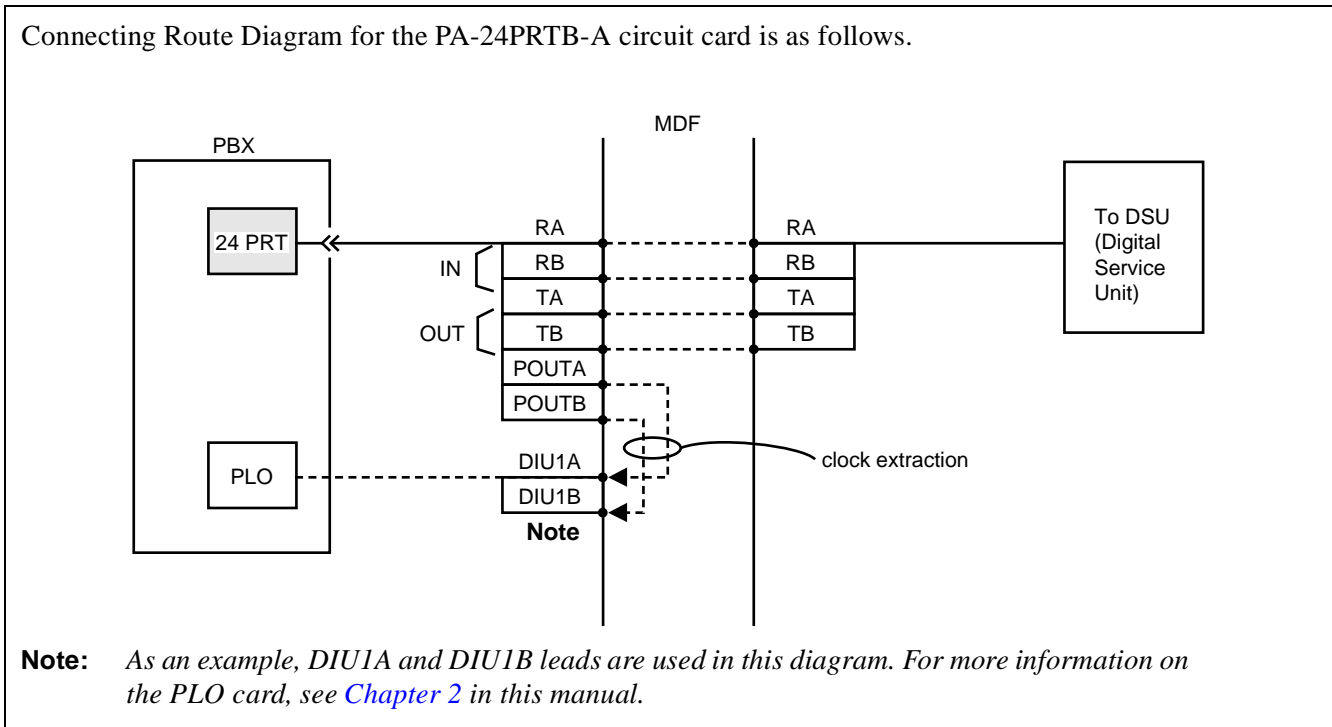 Connecting Route Diagram for the PA-24PRTB-A circuit card is as follows.
MDF
PBX
24 PRT
RA
RA
IN
RB
RB
TA
TA
OUT
TB
TB
POUTA
POUTB
To DSU
(Digital
Service
Unit)
PLO
DIU1A
DIU1B
Note
clock extraction
Note: As an example, DIU1A and DIU1B leads are used in this diagram. For more information on
the PLO card, see Chapter 2 in this manual.